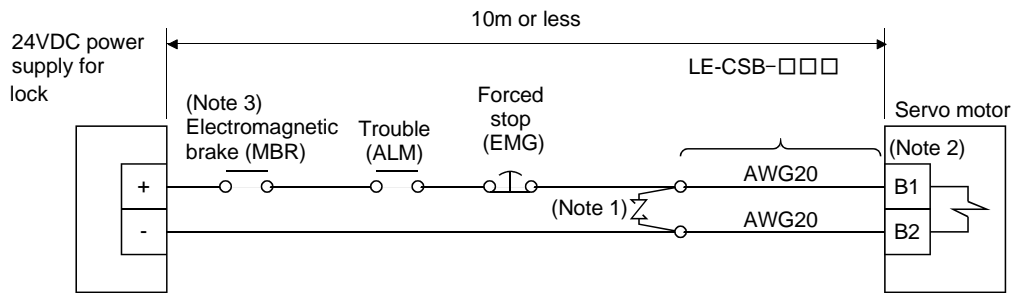 10m or less
24VDC power
supply for
lock
LE-CSB-□□□
(Note 3)
Electromagnetic
brake (MBR)
Trouble
(ALM)
Forced
stop
(EMG)
Servo motor
(Note 2)
+
AWG20
B1
(Note 1)
-
AWG20
B2